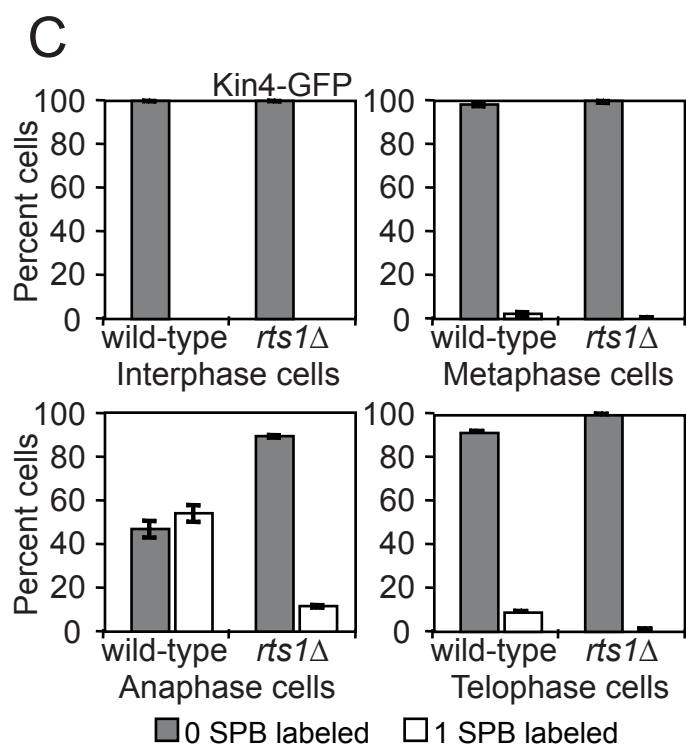 C
Kin4-GFP
Percent cells
100
80
60
40
20
0
wild-type rts1Δ
Interphase cells
100
80
60
40
20
0
wild-type rts1Δ
Metaphase cells
Percent cells
100
80
60
40
20
0
wild-type rts1Δ
Anaphase cells
100
80
60
40
20
0
wild-type rts1Δ
Telophase cells
0 SPB labeled 1 SPB labeled